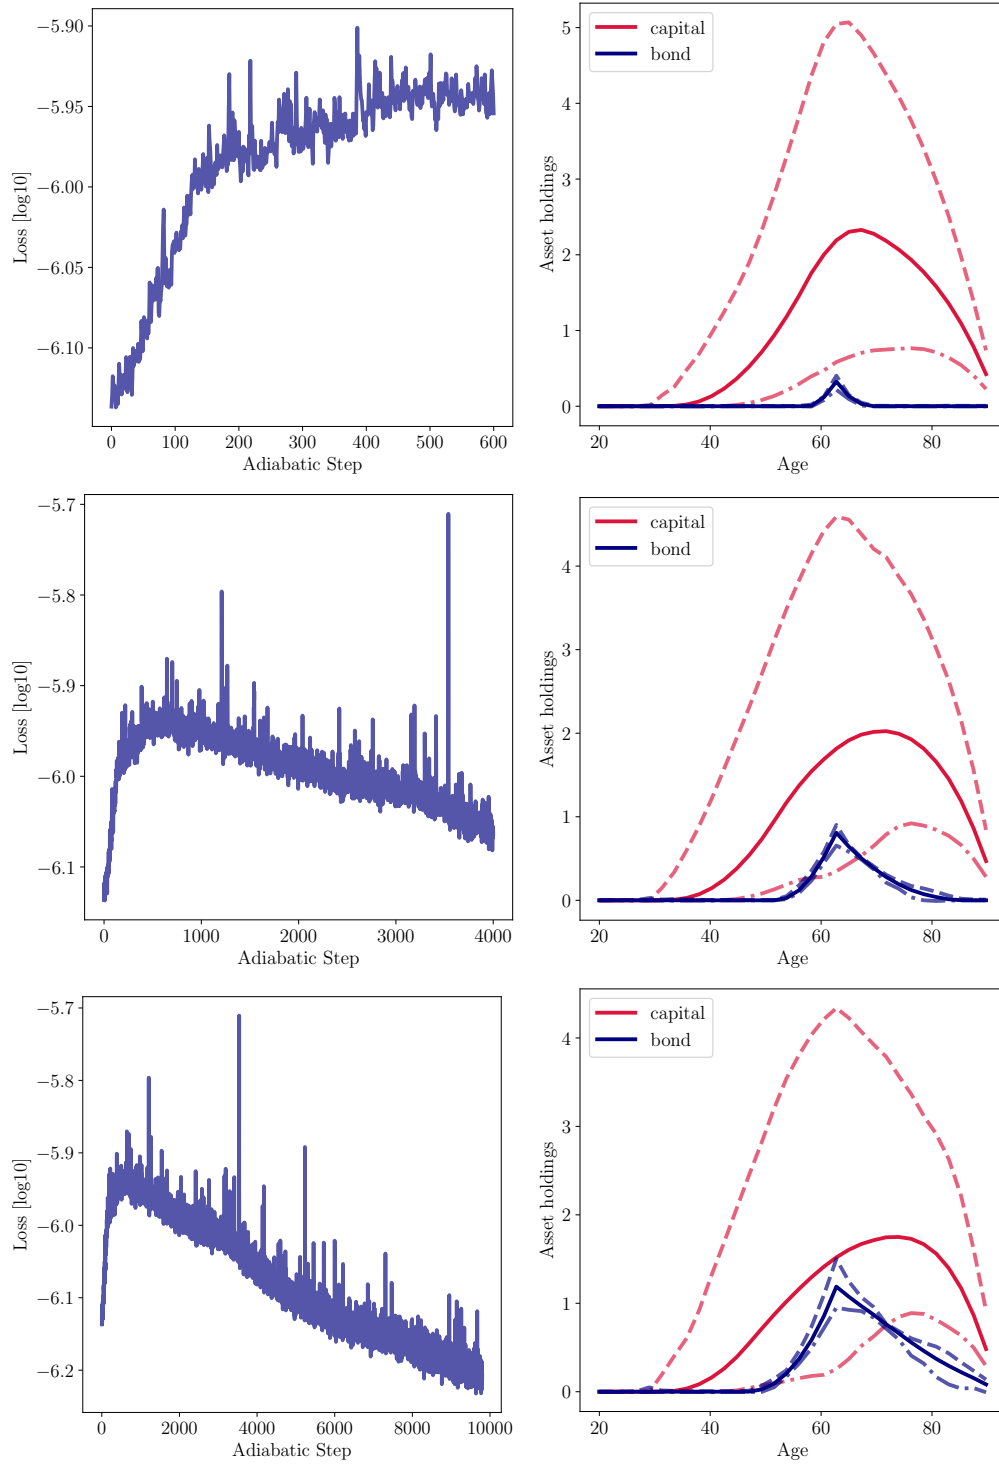 −5.90
−5.95
−6.00
−6.05
−6.10
Loss [log10]
0 100 200 300 400 500 600
Adiabatic Step
capital
bond
5
4
3
2
1
0
Asset holdings
20 40 60 80
Age
−5.7
−5.8
−5.9
−6.0
−6.1
Loss [log10]
0 1000 2000 3000 4000
Adiabatic Step
capital
bond
4
3
2
1
0
Asset holdings
20 40 60 80
Age
−5.7
−5.8
−5.9
−6.0
−6.1
−6.2
Loss [log10]
0 2000 4000 6000 8000 10000
Adiabatic Step
capital
bond
4
3
2
1
0
Asset holdings
20 40 60 80
Age